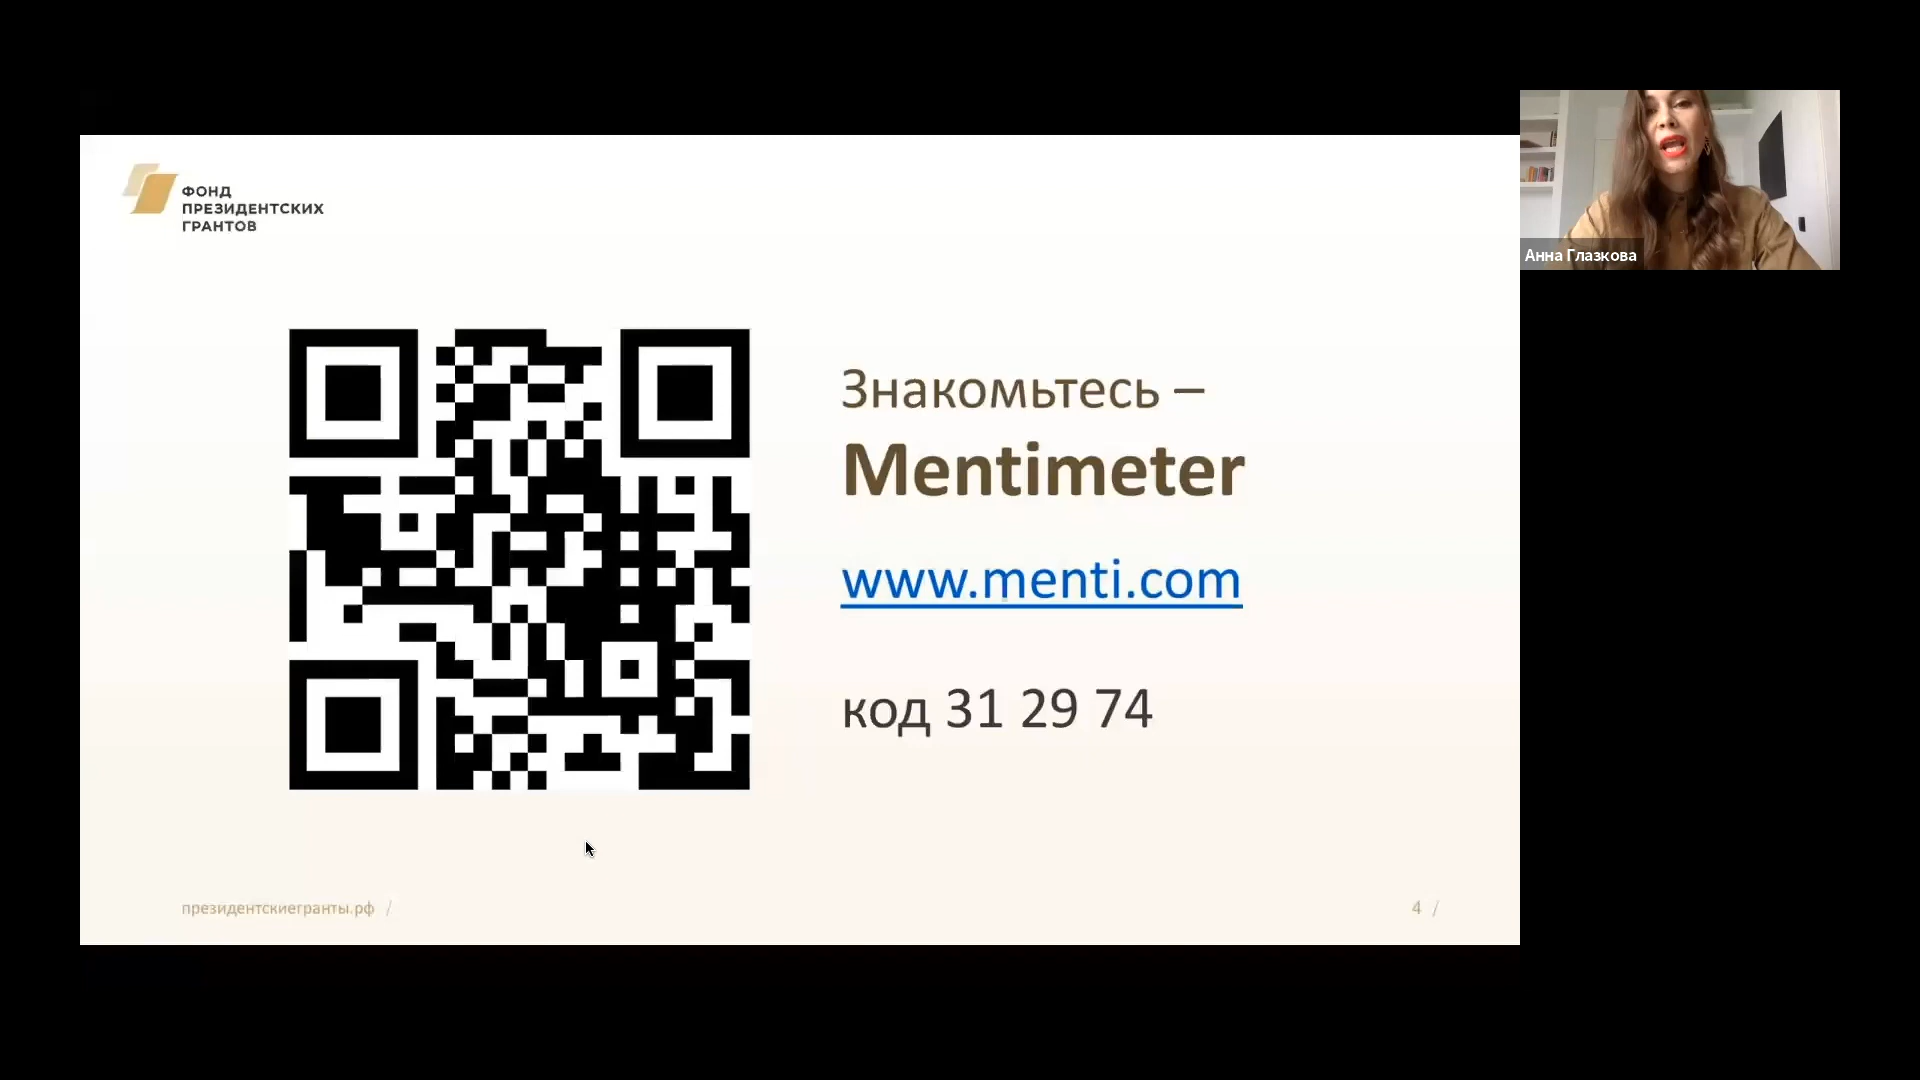 ФОНД
ПРЕЗИДЕНТСКИХ
ГРАНТОВ
Анна Глазкова
Знакомьтесь –
Mentimeter
www.menti.com
код 31 29 74
президентскиегранты.рф /
4 /